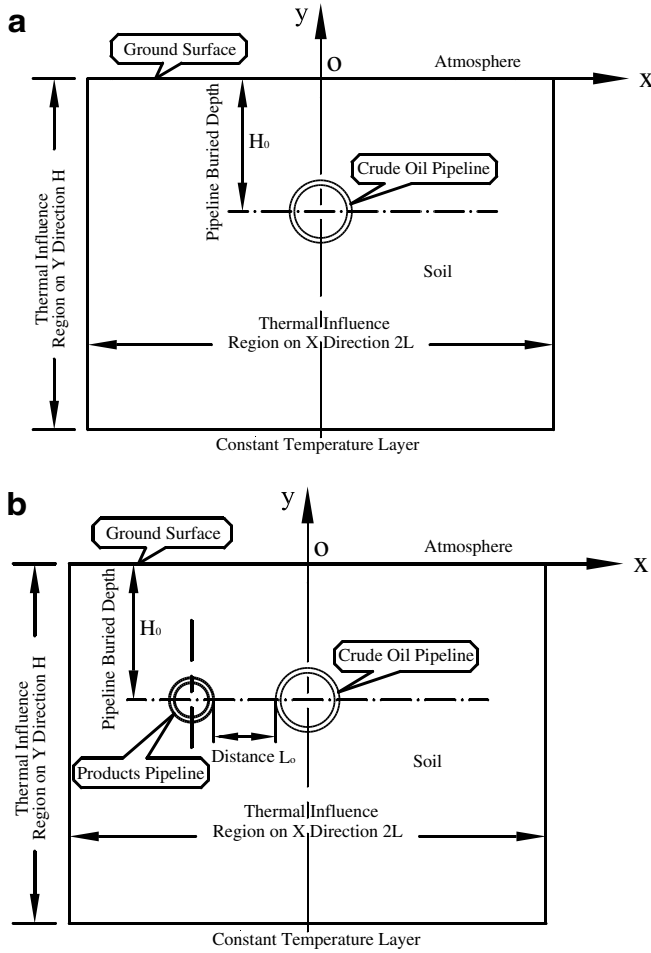 a
y
Ground Surface
O
Atmosphere
X
Thermal Influence
Region on Y Direction H
Pipeline Buried Depth
H₀
Crude Oil Pipeline
Soil
Thermal Influence
Region on X Direction 2L
Constant Temperature Layer
b
y
Ground Surface
O
Atmosphere
X
Thermal Influence
Region on Y Direction H
Pipeline Buried Depth
H₀
Crude Oil Pipeline
Distance Lₒ
Products Pipeline
Soil
Thermal Influence
Region on X Direction 2L
Constant Temperature Layer